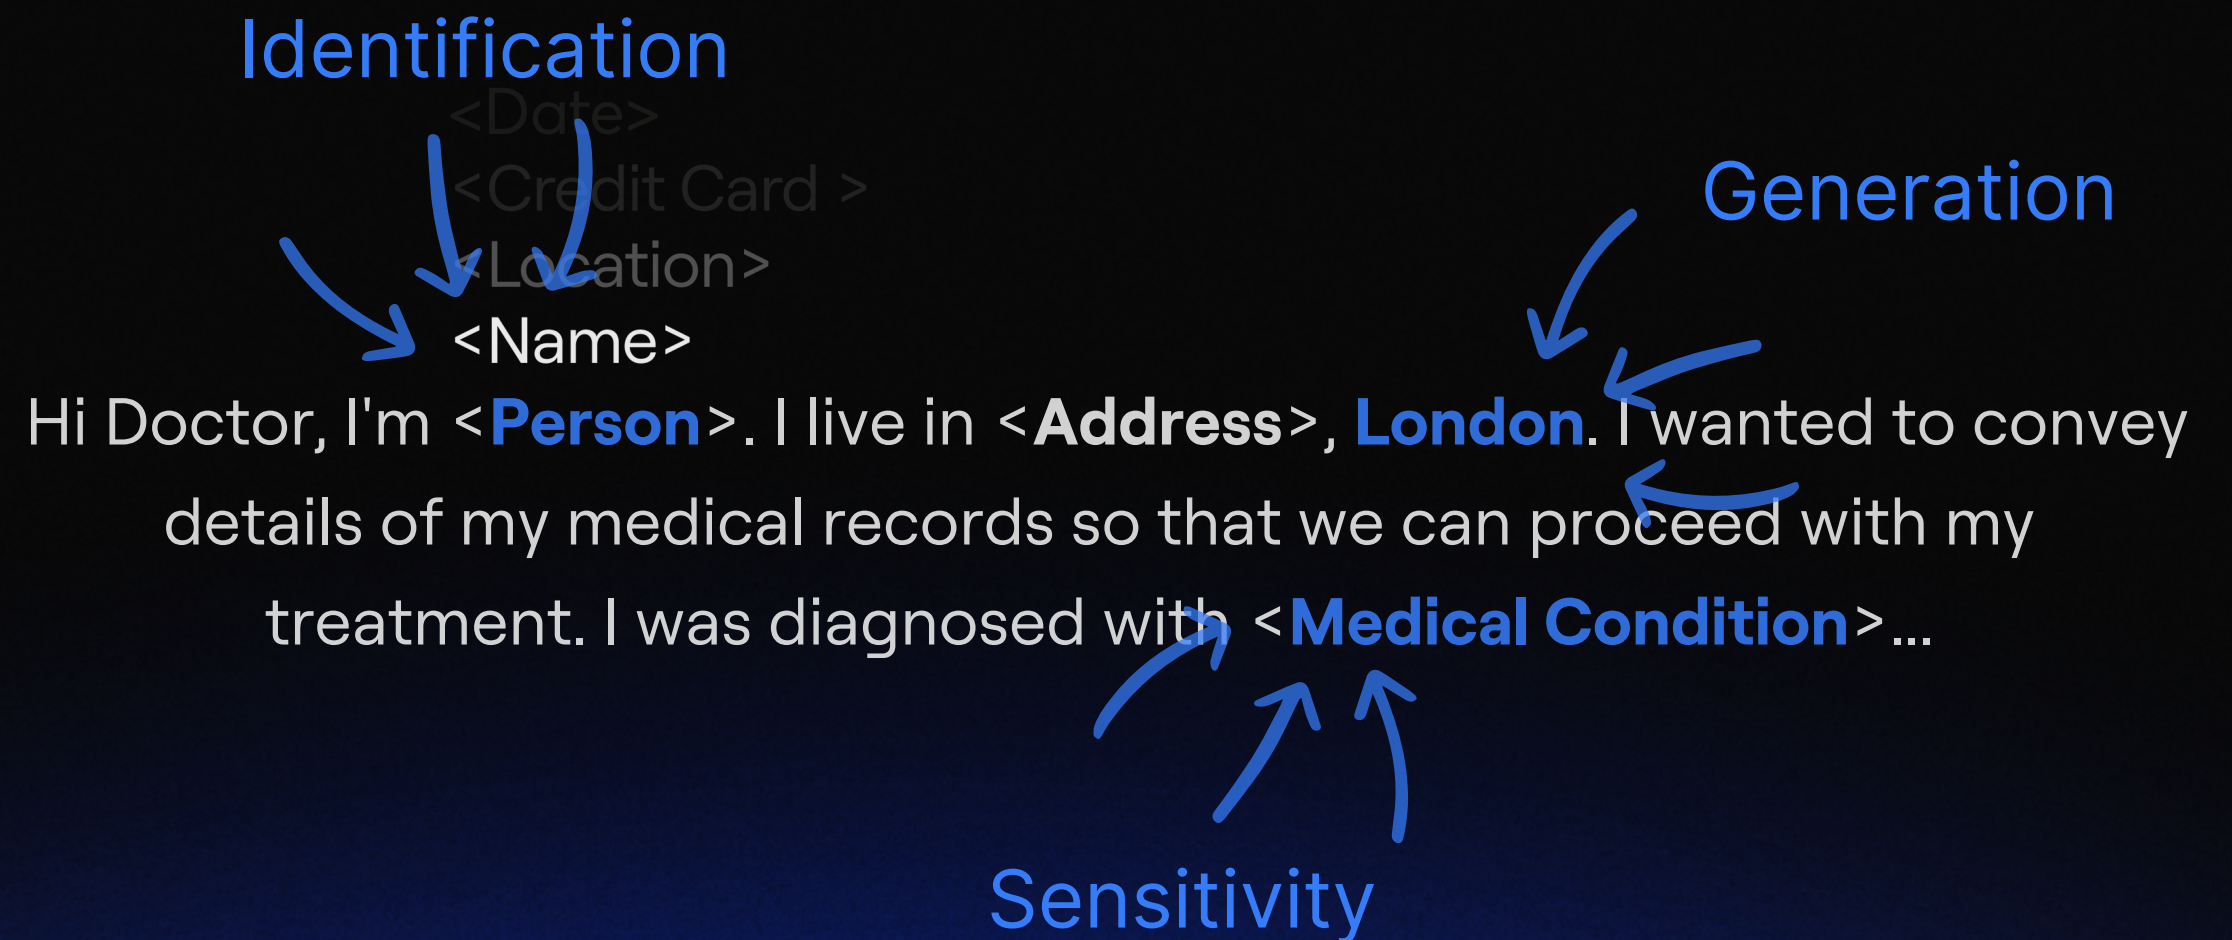 Identification
<Date>
<Credit Card >
Generation
<Location>
<Name>
Hi Doctor, I'm <Person>. I live in <Address>, London. I wanted to convey
details of my medical records so that we can proceed with my
treatment. I was diagnosed with <Medical Condition>...
Sensitivity